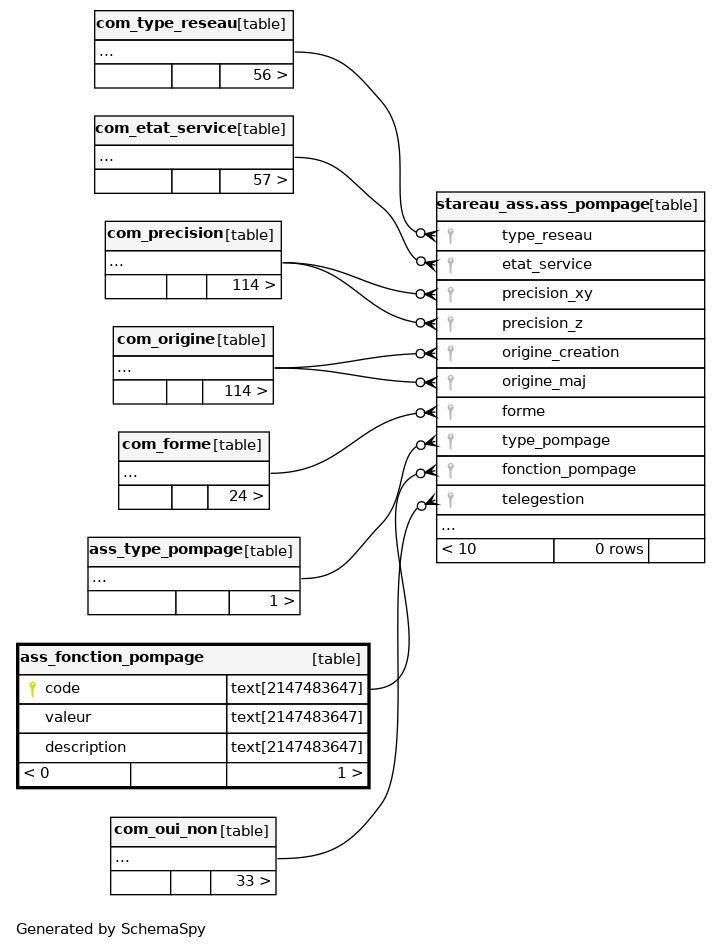 com_type_reseau [table]
...
56 >
com_etat_service [table]
...
57 >
com_precision [table]
...
114 >
com_origine [table]
...
114 >
com_forme [table]
...
24 >
ass_type_pompage [table]
...
1 >
ass_fonction_pompage [table]
code text[2147483647]
valeur text[2147483647]
description text[2147483647]
< 0 1 >
com_oui_non [table]
...
33 >
stareau_ass.ass_pompage [table]
type_reseau
etat_service
precision_xy
precision_z
origine_creation
origine_maj
forme
type_pompage
fonction_pompage
telegestion
...
< 10 0 rows
Generated by SchemaSpy